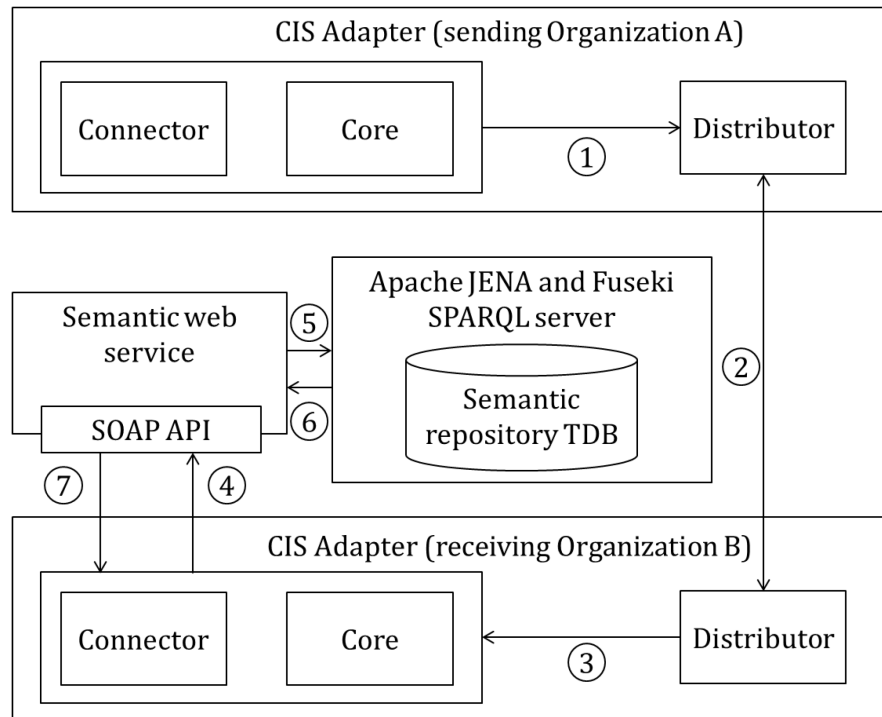 CIS Adapter (sending Organization A)
Connector
Core
Distributor
1
Apache JENA and Fuseki
SPARQL server
Semantic web
service
5
2
6
Semantic
repository TDB
SOAP API
7
4
CIS Adapter (receiving Organization B)
Connector
Core
Distributor
3